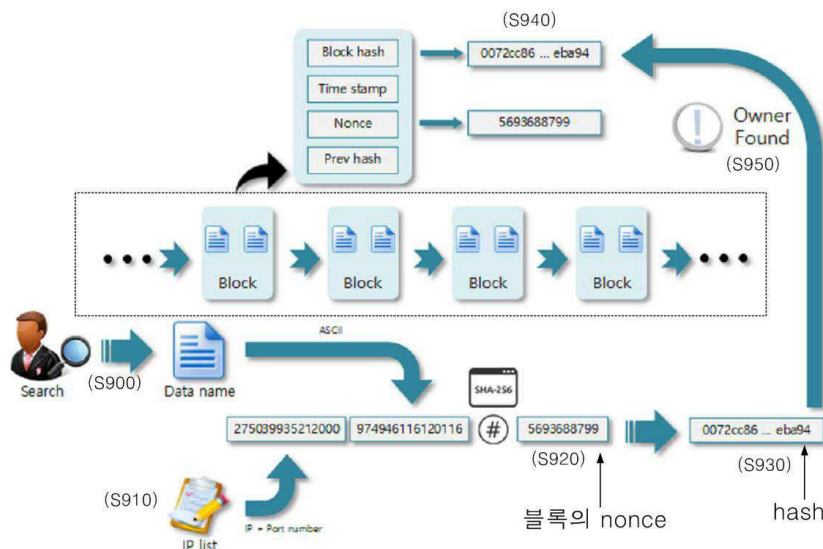 (S940)
Block hash
0072cc86 ... eba94
Time stamp
Nonce
5693688799
Prev hash
Owner
Found
(S950)
Block
Block
Block
Block
Search
(S900)
Data name
ASCII
SHA-256
#
275039935212000
974946116120116
5693688799
0072cc86 ... eba94
(S920)
(S930)
(S910)
IP + Port number
IP list
블록의 nonce
hash